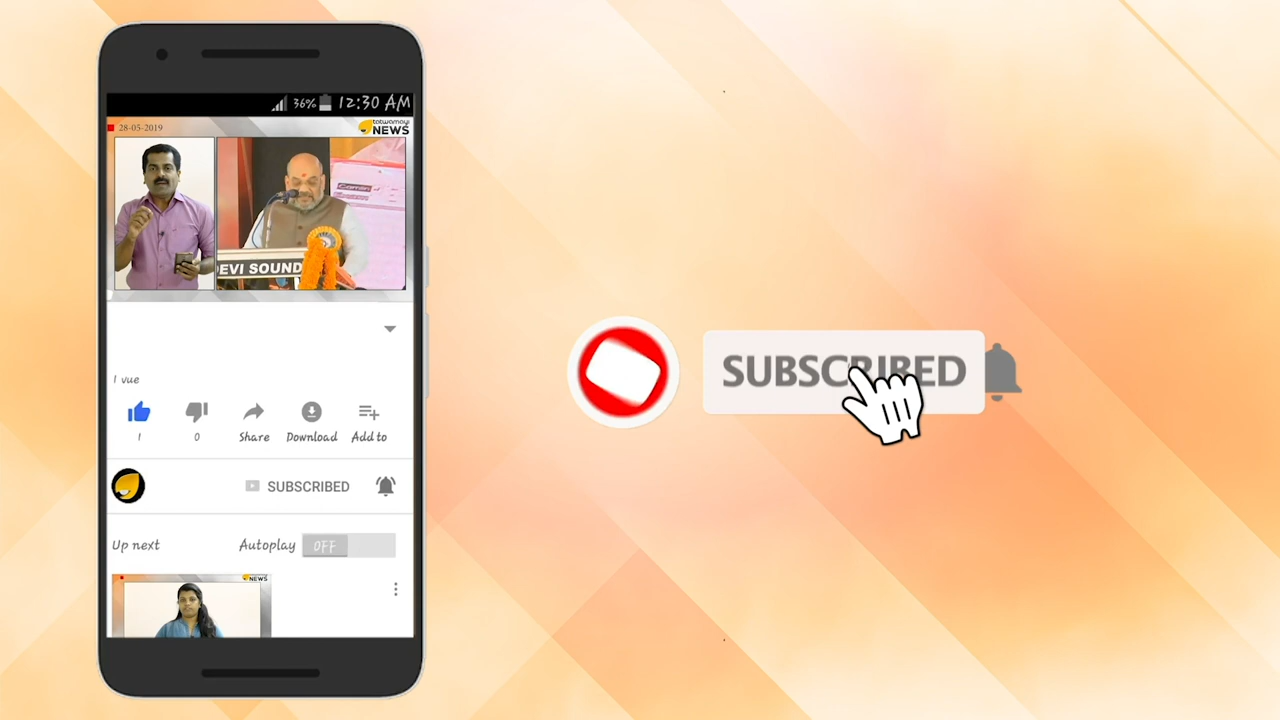 36% 12:30 AM
28-05-2019
tatwamayi
NEWS
DEVI SOUND
1 vue
1
0
Share
Download
Add to
SUBSCRIBED
Up next
Autoplay
OFF
NEWS
SUBSCRIBED